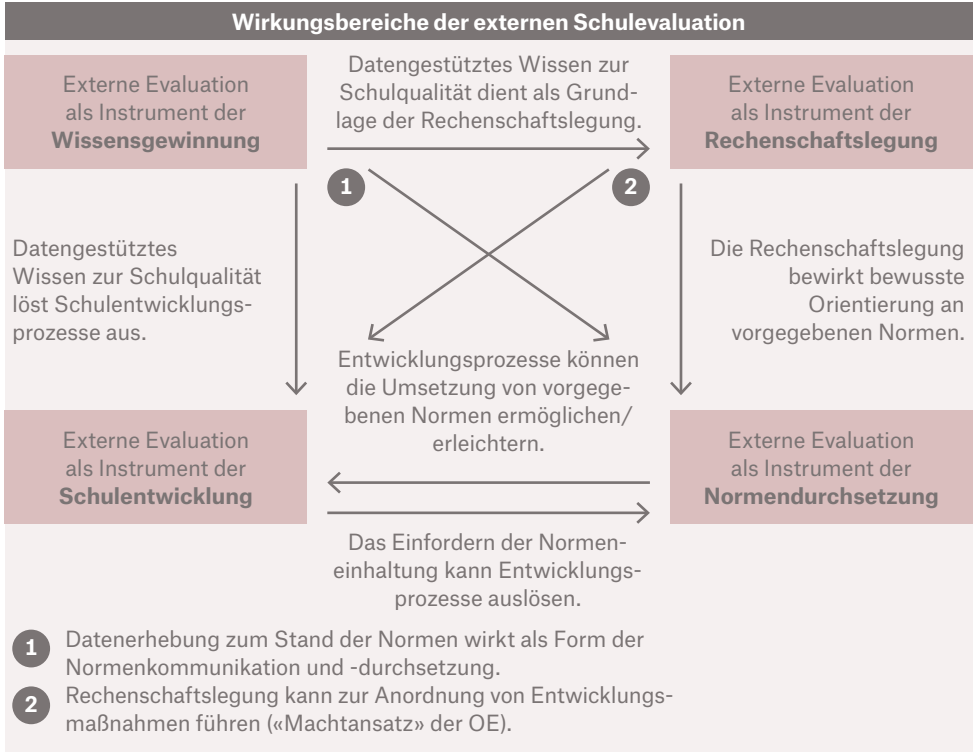 Wirkungsbereiche der externen Schulevaluation
Externe Evaluation
als Instrument der
Wissensgewinnung
Datengestütztes Wissen zur
Schulqualität dient als Grund-
lage der Rechenschaftslegung.
Externe Evaluation
als Instrument der
Rechenschaftslegung
1
2
Datengestütztes
Wissen zur Schulqualität
löst Schulentwicklungs-
prozesse aus.
Die Rechenschaftslegung
bewirkt bewusste
Orientierung an
vorgegebenen Normen.
Entwicklungsprozesse können
die Umsetzung von vorgege-
benen Normen ermöglichen/
erleichtern.
Externe Evaluation
als Instrument der
Schulentwicklung
Externe Evaluation
als Instrument der
Normendurchsetzung
Das Einfordern der Normen-
einhaltung kann Entwicklungs-
prozesse auslösen.
1 Datenerhebung zum Stand der Normen wirkt als Form der
Normenkommunikation und -durchsetzung.
2 Rechenschaftslegung kann zur Anordnung von Entwicklungs-
maßnahmen führen («Machtansatz» der OE).